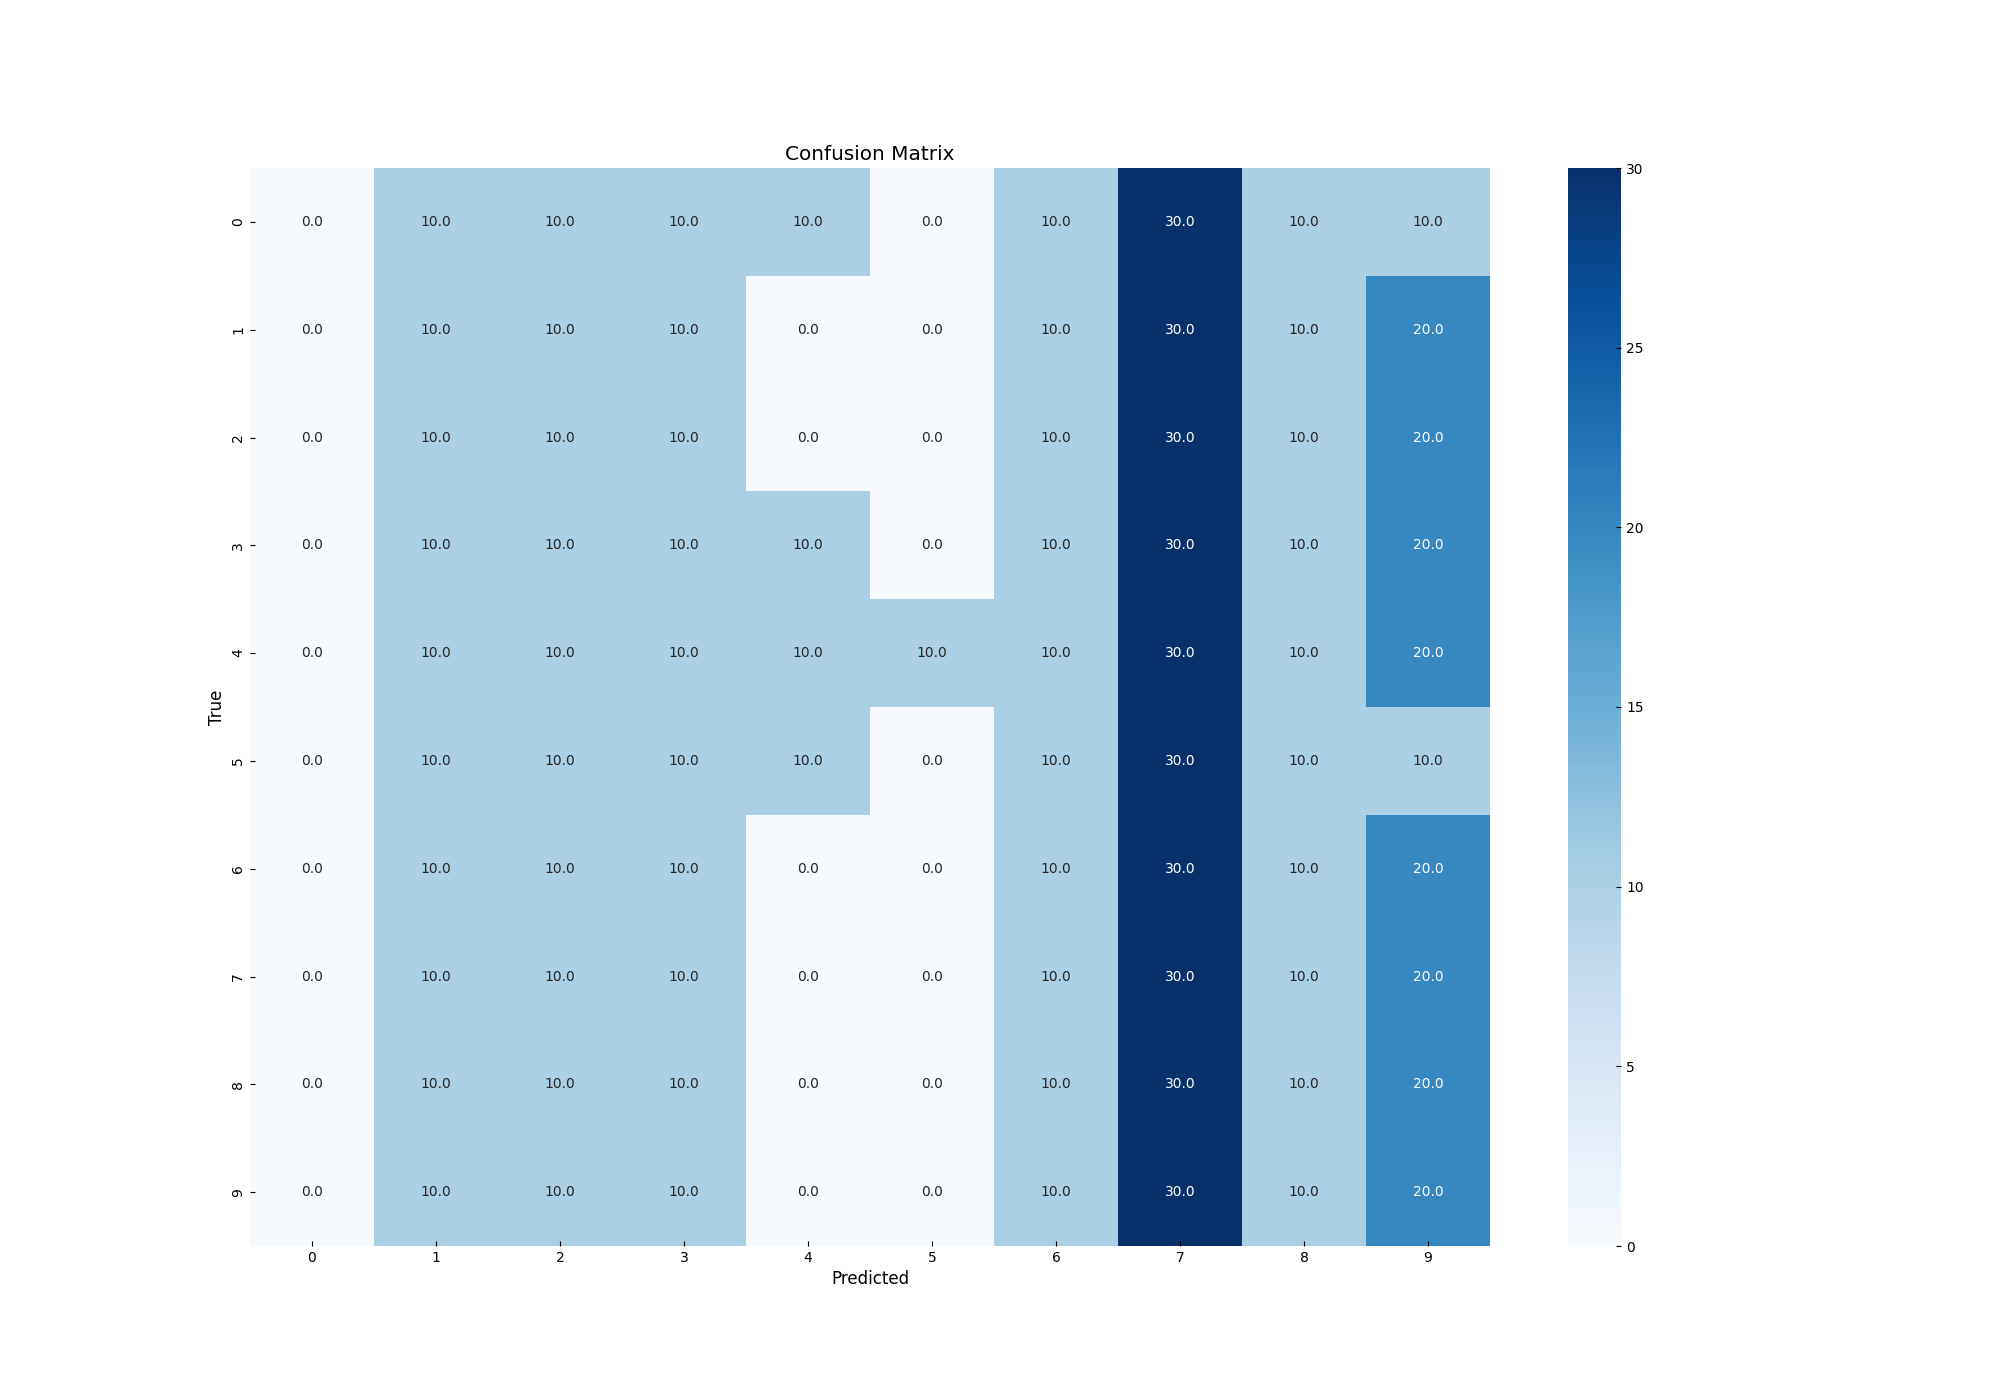 Confusion Matrix
0 0.0 10.0 10.0 10.0 10.0 0.0 10.0 30.0 10.0 10.0
1 0.0 10.0 10.0 10.0 0.0 0.0 10.0 30.0 10.0 20.0
2 0.0 10.0 10.0 10.0 0.0 0.0 10.0 30.0 10.0 20.0
3 0.0 10.0 10.0 10.0 10.0 0.0 10.0 30.0 10.0 20.0
4 0.0 10.0 10.0 10.0 10.0 10.0 10.0 30.0 10.0 20.0
5 0.0 10.0 10.0 10.0 10.0 0.0 10.0 30.0 10.0 10.0
6 0.0 10.0 10.0 10.0 0.0 0.0 10.0 30.0 10.0 20.0
7 0.0 10.0 10.0 10.0 0.0 0.0 10.0 30.0 10.0 20.0
8 0.0 10.0 10.0 10.0 0.0 0.0 10.0 30.0 10.0 20.0
9 0.0 10.0 10.0 10.0 0.0 0.0 10.0 30.0 10.0 20.0
0 1 2 3 4 5 6 7 8 9
Predicted
True
30
25
20
15
10
5
0